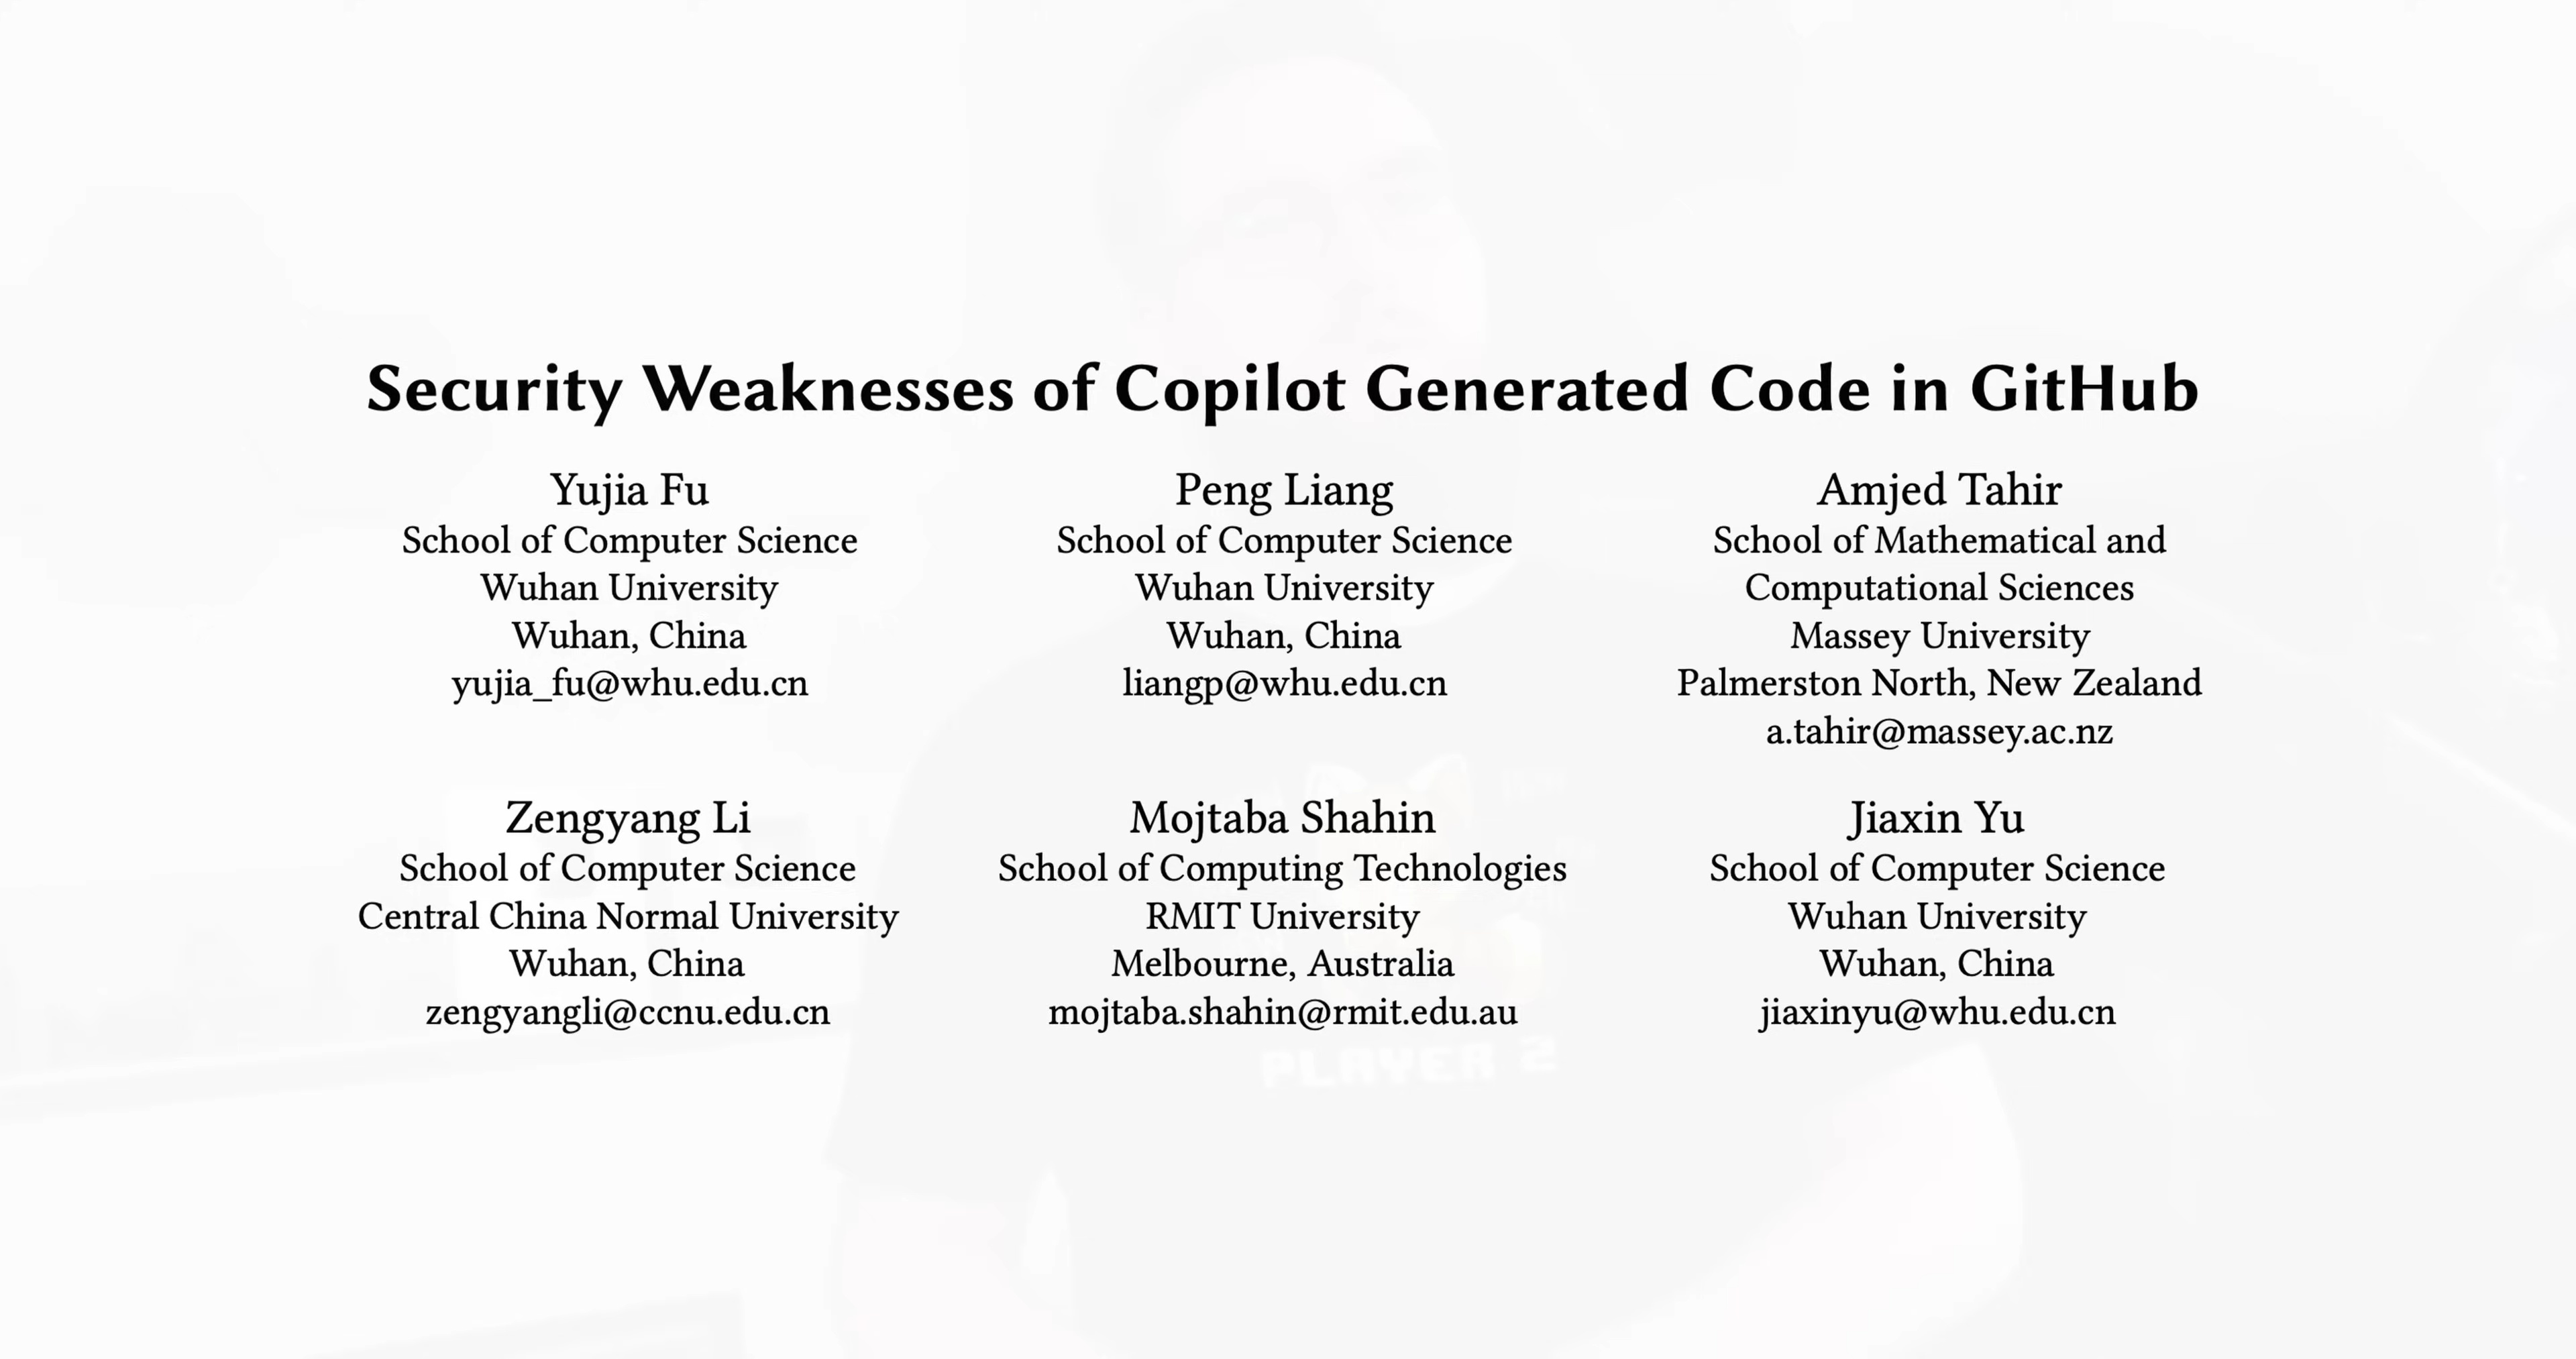 Security Weaknesses of Copilot Generated Code in GitHub
Yujia Fu
School of Computer Science
Wuhan University
Wuhan, China
yujia_fu@whu.edu.cn
Peng Liang
School of Computer Science
Wuhan University
Wuhan, China
liangp@whu.edu.cn
Amjed Tahir
School of Mathematical and
Computational Sciences
Massey University
Palmerston North, New Zealand
a.tahir@massey.ac.nz
Zengyang Li
School of Computer Science
Central China Normal University
Wuhan, China
zengyangli@ccnu.edu.cn
Mojtaba Shahin
School of Computing Technologies
RMIT University
Melbourne, Australia
mojtaba.shahin@rmit.edu.au
Jiaxin Yu
School of Computer Science
Wuhan University
Wuhan, China
jiaxinyu@whu.edu.cn
PLAYER 2